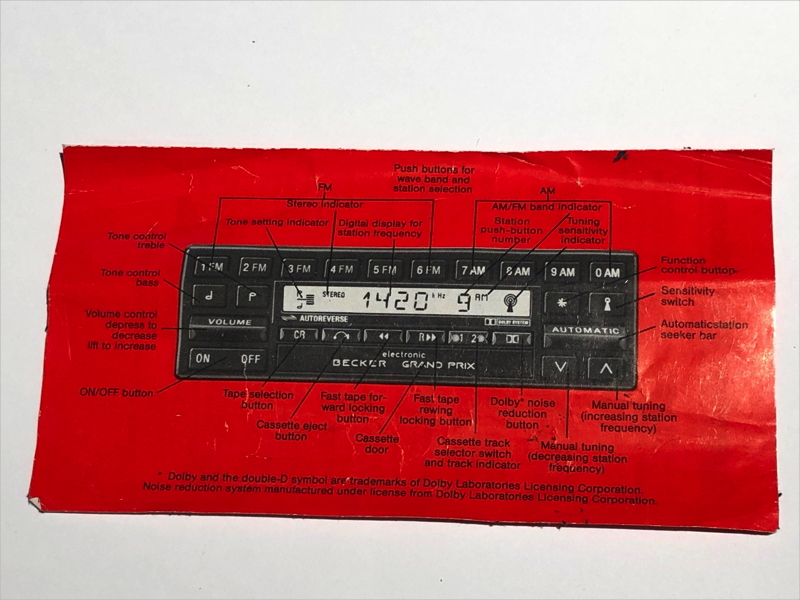 Push buttons for
wave band and
station selection
FM
AM
Stereo indicator
AM/FM band indicator
Tone setting indicator
Digital display for
station frequency
Station
push-button
number
Tuning
sensitivity
indicator
Tone control
treble
Tone control
bass
Volume control
depress to
decrease
lift to increase
ON/OFF button
Function
control button
Sensitivity
switch
Automatic station
seeker bar
1 FM 2 FM 3 FM 4 FM 5 FM 6 FM 7 AM 8 AM 9 AM 0 AM
STEREO 1420 kHz 9 AM
AUTOREVERSE
DOLBY SYSTEM
VOLUME
CR
R
1 2
AUTOMATIC
ON OFF
electronic
BECKER GRAND PRIX
Tape selection
button
Cassette eject
button
Fast tape for-
ward locking
button
Cassette
door
Fast tape
rewing
locking button
Cassette track
selector switch
and track indicator
Dolby* noise
reduction
button
Manual tuning
(decreasing station
frequency)
Manual tuning
(increasing station
frequency)
* Dolby and the double-D symbol are trademarks of Dolby Laboratories Licensing Corporation.
Noise reduction system manufactured under license from Dolby Laboratories Licensing Corporation.